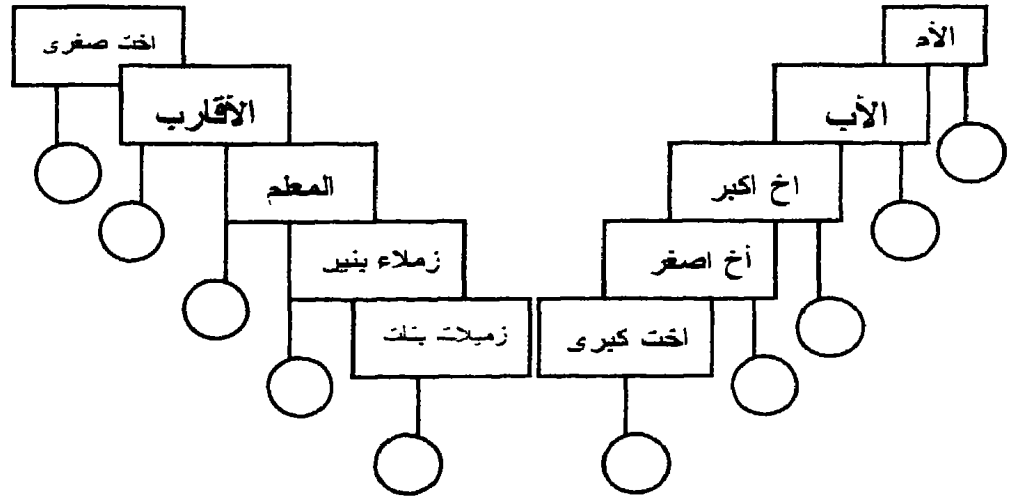 الأم
الأب
اخ اكبر
أخ اصغر
اخت كبرى
اخت صغرى
الأقارب
المعلم
زملاء بنين
زميلات بنات